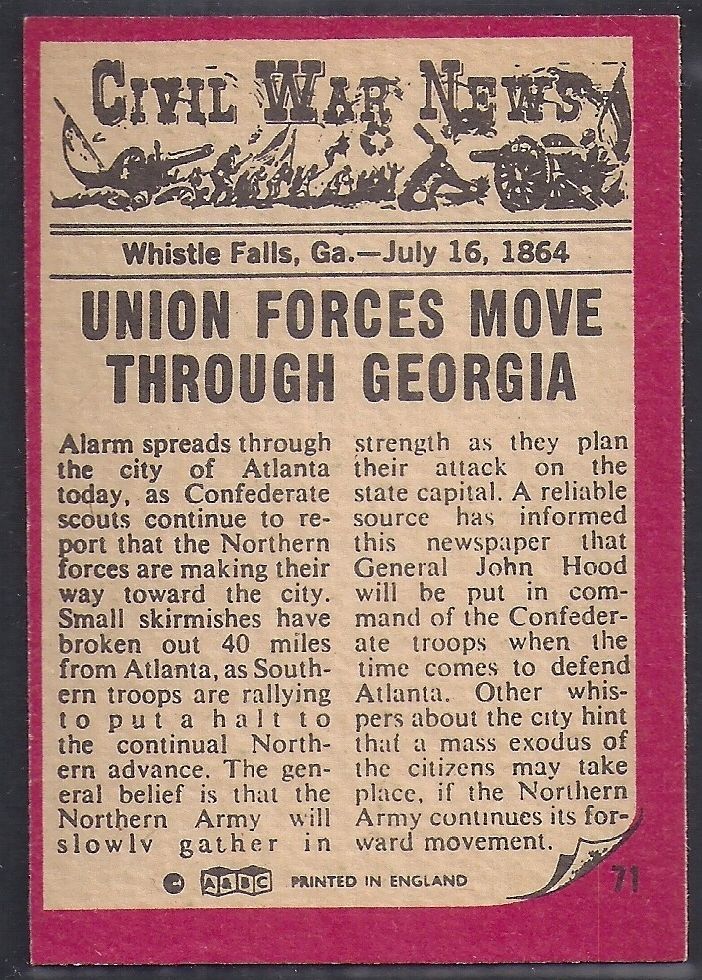 CIVIL WAR NEWS
Whistle Falls, Ga.—July 16, 1864
UNION FORCES MOVE
THROUGH GEORGIA
Alarm spreads through
the city of Atlanta
today, as Confederate
scouts continue to re-
port that the Northern
forces are making their
way toward the city.
Small skirmishes have
broken out 40 miles
from Atlanta, as South-
ern troops are rallying
to put a halt to
the continual North-
ern advance. The gen-
eral belief is that the
Northern Army will
slowly gather in
strength as they plan
their attack on the
state capital. A reliable
source has informed
this newspaper that
General John Hood
will be put in com-
mand of the Confeder-
ate troops when the
time comes to defend
Atlanta. Other whis-
pers about the city hint
that a mass exodus of
the citizens may take
place, if the Northern
Army continues its for-
ward movement.
A&BC PRINTED IN ENGLAND
71